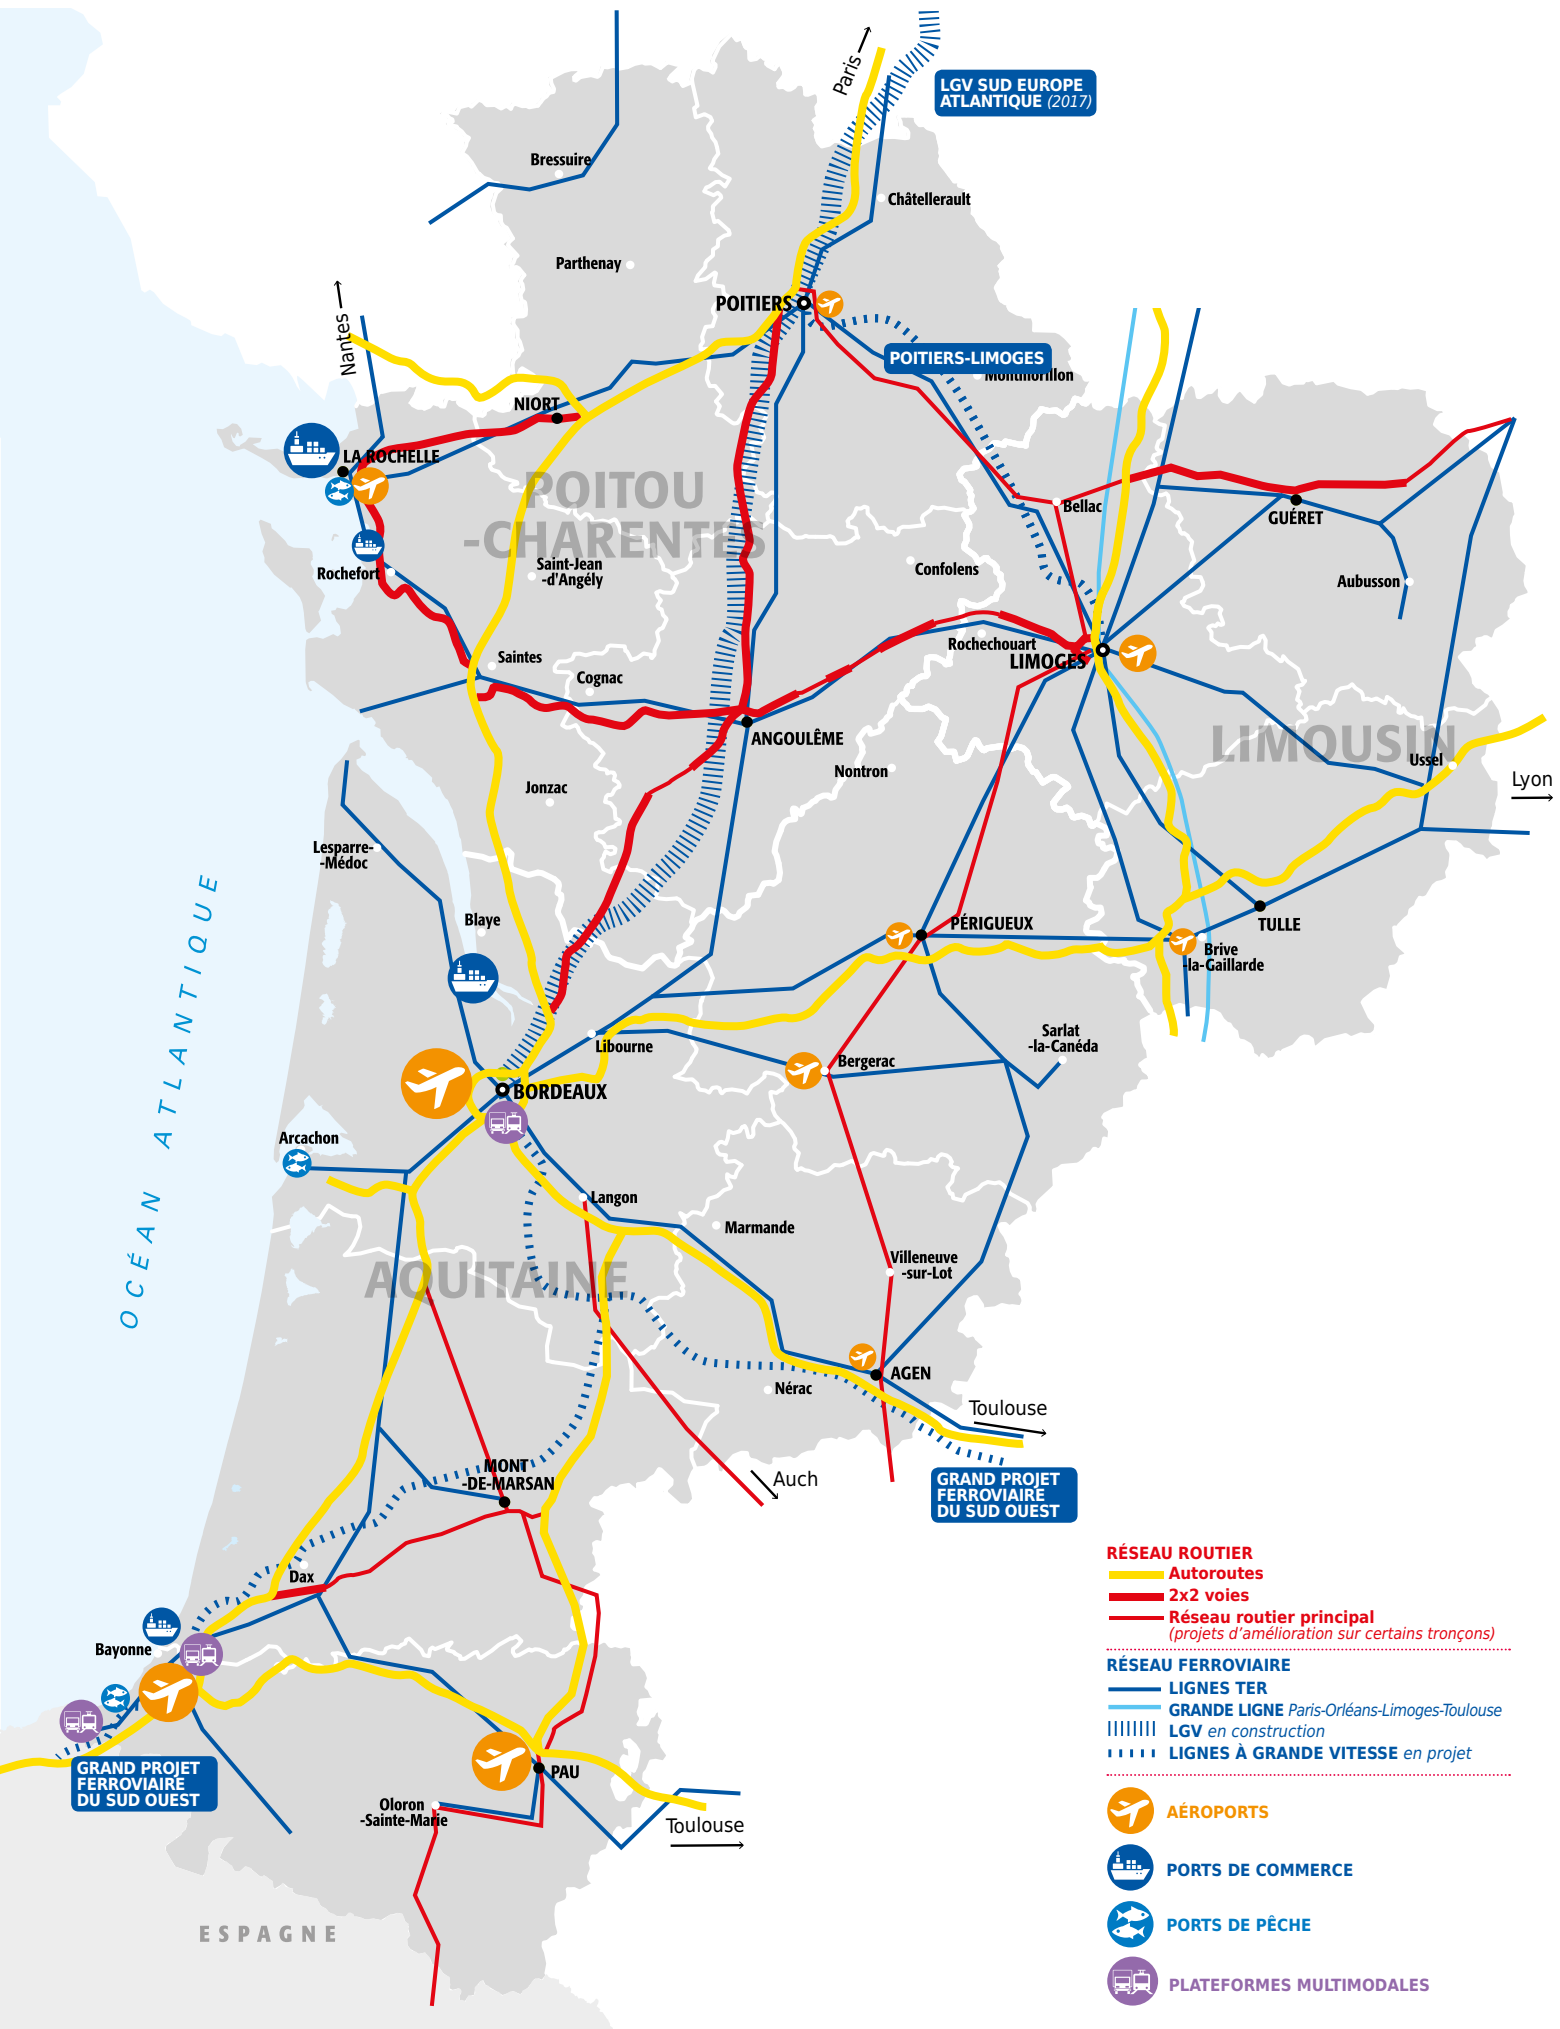 Paris
LGV SUD EUROPE
ATLANTIQUE (2017)
Bressuire
Châtellerault
Parthenay
POITIERS
Nantes
POITIERS-LIMOGES
Montmorillon
NIORT
LA ROCHELLE
POITOU
-CHARENTES
Bellac
GUÉRET
Rochefort
Saint-Jean
-d'Angély
Confolens
Aubusson
Saintes
Rochechouart
LIMOGES
Cognac
ANGOULÊME
LIMOUSIN
Ussel
Nontron
Lyon
Jonzac
Lesparre-
-Médoc
Blaye
PÉRIGUEUX
TULLE
Brive
-la-Gaillarde
OCÉAN ATLANTIQUE
Libourne
Sarlat
-la-Canéda
Bergerac
BORDEAUX
Arcachon
Langon
Marmande
Villeneuve
-sur-Lot
AQUITAINE
AGEN
Nérac
Toulouse
MONT
-DE-MARSAN
Auch
GRAND PROJET
FERROVIAIRE
DU SUD OUEST
Dax
Bayonne
GRAND PROJET
FERROVIAIRE
DU SUD OUEST
PAU
Oloron
-Sainte-Marie
Toulouse
ESPAGNE
RÉSEAU ROUTIER
Autoroutes
2x2 voies
Réseau routier principal
(projets d’amélioration sur certains tronçons)
RÉSEAU FERROVIAIRE
LIGNES TER
GRANDE LIGNE Paris-Orléans-Limoges-Toulouse
LGV en construction
LIGNES À GRANDE VITESSE en projet
AÉROPORTS
PORTS DE COMMERCE
PORTS DE PÊCHE
PLATEFORMES MULTIMODALES